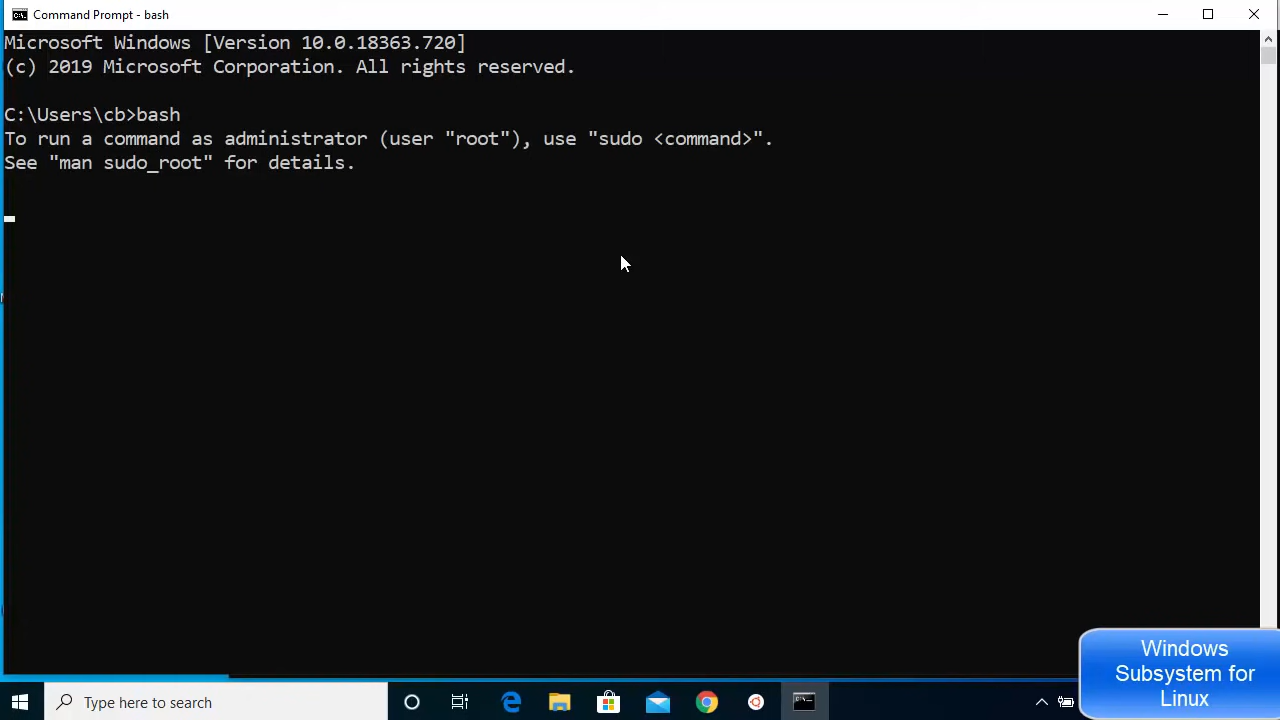 Command Prompt - bash
Microsoft Windows [Version 10.0.18363.720]
(c) 2019 Microsoft Corporation. All rights reserved.
C:\Users\cb>bash
To run a command as administrator (user "root"), use "sudo <command>".
See "man sudo_root" for details.
Type here to search
Windows
Subsystem for
Linux